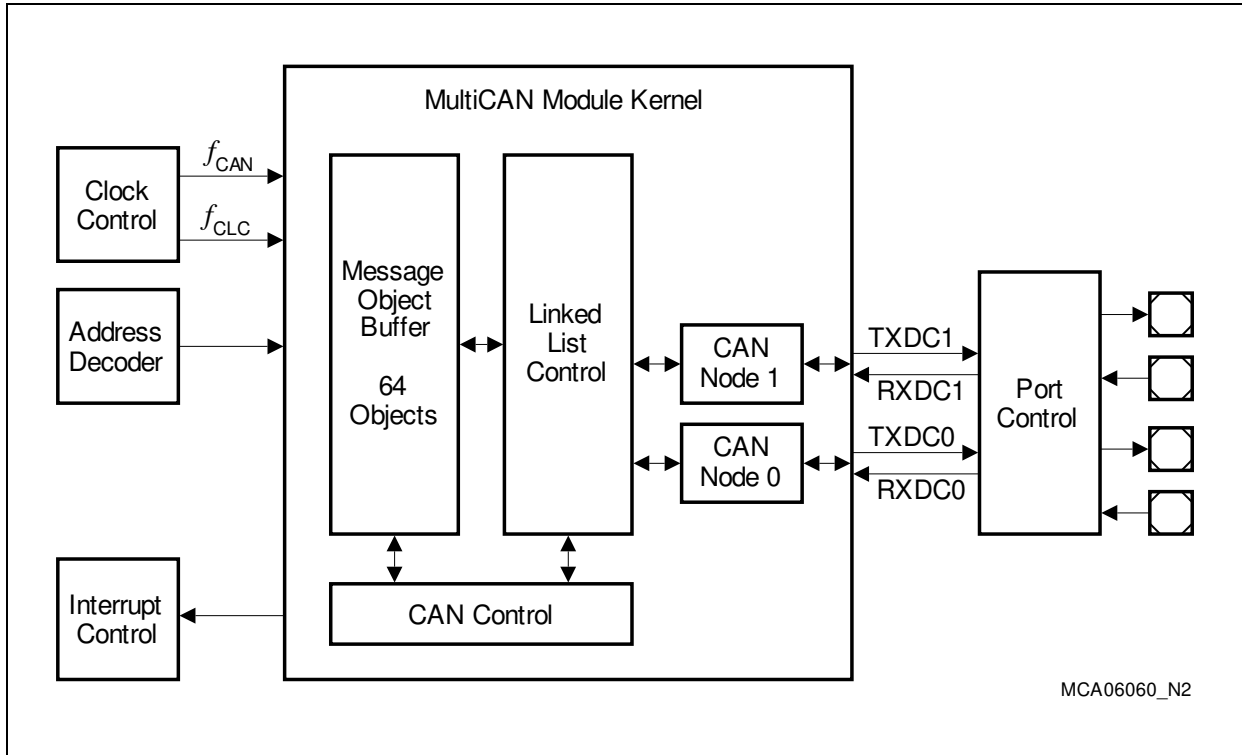 MultiCAN Module Kernel
Clock
Control
fCAN
fCLC
Address
Decoder
Interrupt
Control
Message
Object
Buffer
64
Objects
Linked
List
Control
CAN
Node 1
CAN
Node 0
CAN Control
TXDC1
RXDC1
TXDC0
RXDC0
Port
Control
MCA06060_N2